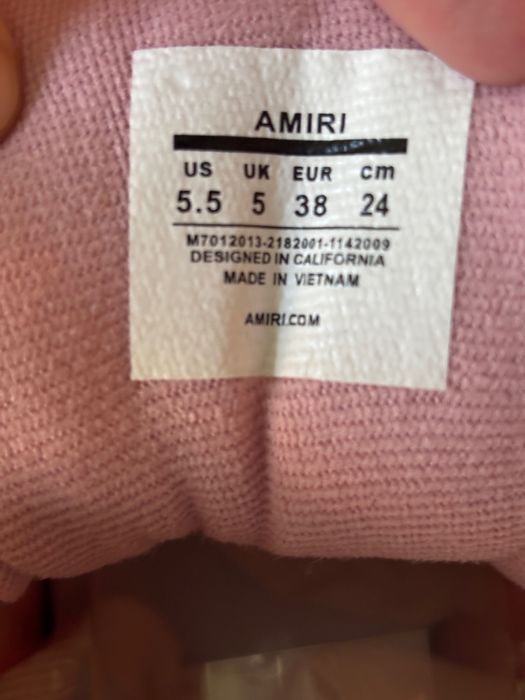 AMIRI
US UK EUR cm
5.5 5 38 24
M7012013-2182001-1142009
DESIGNED IN CALIFORNIA
MADE IN VIETNAM
AMIRI.COM